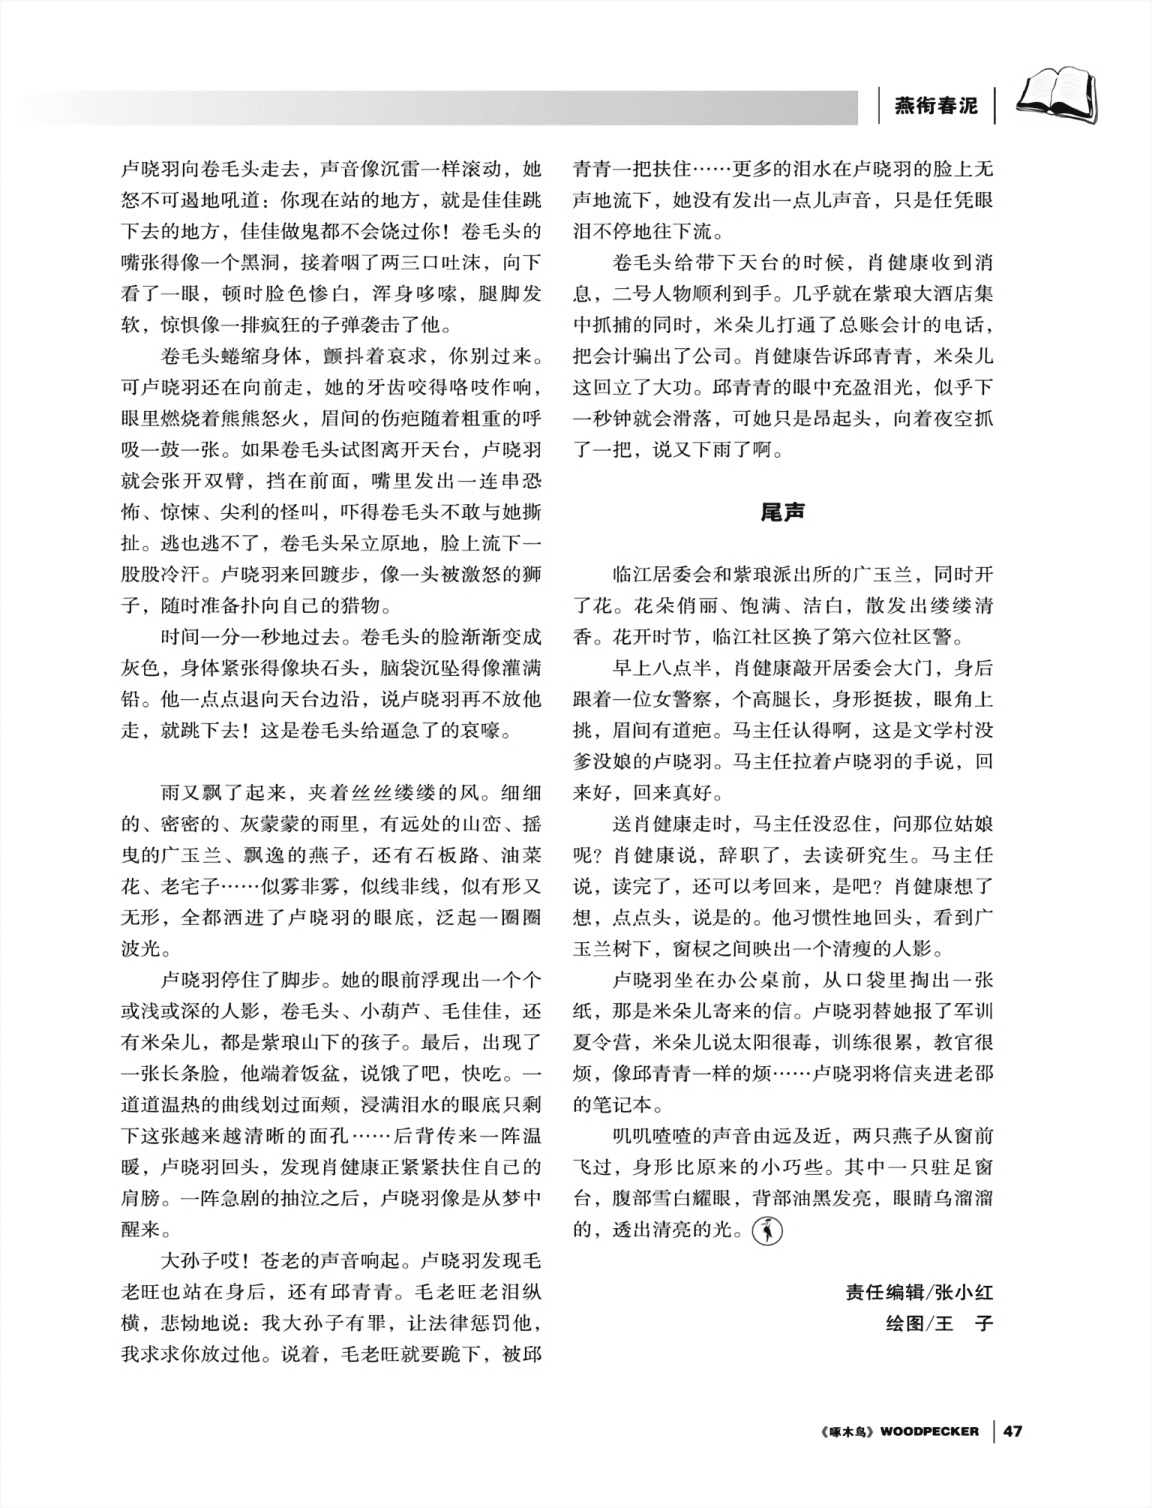 燕衔春泥
卢晓羽向卷毛头走去，声音像沉雷一样滚动，她
怒不可遏地吼道：你现在站的地方，就是佳佳跳
下去的地方，佳佳做鬼都不会饶过你！卷毛头的
嘴张得像一个黑洞，接着咽了两三口吐沫，向下
看了一眼，顿时脸色惨白，浑身哆嗦，腿脚发
软，惊惧像一排疯狂的子弹袭击了他。
卷毛头蜷缩身体，颤抖着哀求，你别过来。
可卢晓羽还在向前走，她的牙齿咬得咯吱作响，
眼里燃烧着熊熊怒火，眉间的伤疤随着粗重的呼
吸一鼓一张。如果卷毛头试图离开天台，卢晓羽
就会张开双臂，挡在前面，嘴里发出一连串恐
怖、惊悚、尖利的怪叫，吓得卷毛头不敢与她撕
扯。逃也逃不了，卷毛头呆立原地，脸上流下一
股股冷汗。卢晓羽来回踱步，像一头被激怒的狮
子，随时准备扑向自己的猎物。
时间一分一秒地过去。卷毛头的脸渐渐变成
灰色，身体紧张得像块石头，脑袋沉坠得像灌满
铅。他一点点退向天台边沿，说卢晓羽再不放他
走，就跳下去！这是卷毛头给逼急了的哀嚎。
雨又飘了起来，夹着丝丝缕缕的风。细细
的、密密的、灰蒙蒙的雨里，有远处的山峦、摇
曳的广玉兰、飘逸的燕子，还有石板路、油菜
花、老宅子……似雾非雾，似线非线，似有形又
无形，全都洒进了卢晓羽的眼底，泛起一圈圈
波光。
卢晓羽停住了脚步。她的眼前浮现出一个个
或浅或深的人影，卷毛头、小葫芦、毛佳佳，还
有米朵儿，都是紫琅山下的孩子。最后，出现了
一张长条脸，他端着饭盆，说饿了吧，快吃。一
道道温热的曲线划过面颊，浸满泪水的眼底只剩
下这张越来越清晰的面孔……后背传来一阵温
暖，卢晓羽回头，发现肖健康正紧紧扶住自己的
肩膀。一阵急剧的抽泣之后，卢晓羽像是从梦中
醒来。
大孙子哎！苍老的声音响起。卢晓羽发现毛
老旺也站在身后，还有邱青青。毛老旺老泪纵
横，悲恸地说：我大孙子有罪，让法律惩罚他，
我求求你放过他。说着，毛老旺就要跪下，被邱
青青一把扶住……更多的泪水在卢晓羽的脸上无
声地流下，她没有发出一点儿声音，只是任凭眼
泪不停地往下流。
卷毛头给带下天台的时候，肖健康收到消
息，二号人物顺利到手。几乎就在紫琅大酒店集
中抓捕的同时，米朵儿打通了总账会计的电话，
把会计骗出了公司。肖健康告诉邱青青，米朵儿
这回立了大功。邱青青的眼中充盈泪光，似乎下
一秒钟就会滑落，可她只是昂起头，向着夜空抓
了一把，说又下雨了啊。
尾声
临江居委会和紫琅派出所的广玉兰，同时开
了花。花朵俏丽、饱满、洁白，散发出缕缕清
香。花开时节，临江社区换了第六位社区警。
早上八点半，肖健康敲开居委会大门，身后
跟着一位女警察，个高腿长，身形挺拔，眼角上
挑，眉间有道疤。马主任认得啊，这是文学村没
爹没娘的卢晓羽。马主任拉着卢晓羽的手说，回
来好，回来真好。
送肖健康走时，马主任没忍住，问那位姑娘
呢？肖健康说，辞职了，去读研究生。马主任
说，读完了，还可以考回来，是吧？肖健康想了
想，点点头，说是的。他习惯性地回头，看到广
玉兰树下，窗棂之间映出一个清瘦的人影。
卢晓羽坐在办公桌前，从口袋里掏出一张
纸，那是米朵儿寄来的信。卢晓羽替她报了军训
夏令营，米朵儿说太阳很毒，训练很累，教官很
烦，像邱青青一样的烦……卢晓羽将信夹进老邵
的笔记本。
叽叽喳喳的声音由远及近，两只燕子从窗前
飞过，身形比原来的小巧些。其中一只驻足窗
台，腹部雪白耀眼，背部油黑发亮，眼睛乌溜溜
的，透出清亮的光。
责任编辑/张小红
绘图/王　子
《啄木鸟》WOODPECKER 47